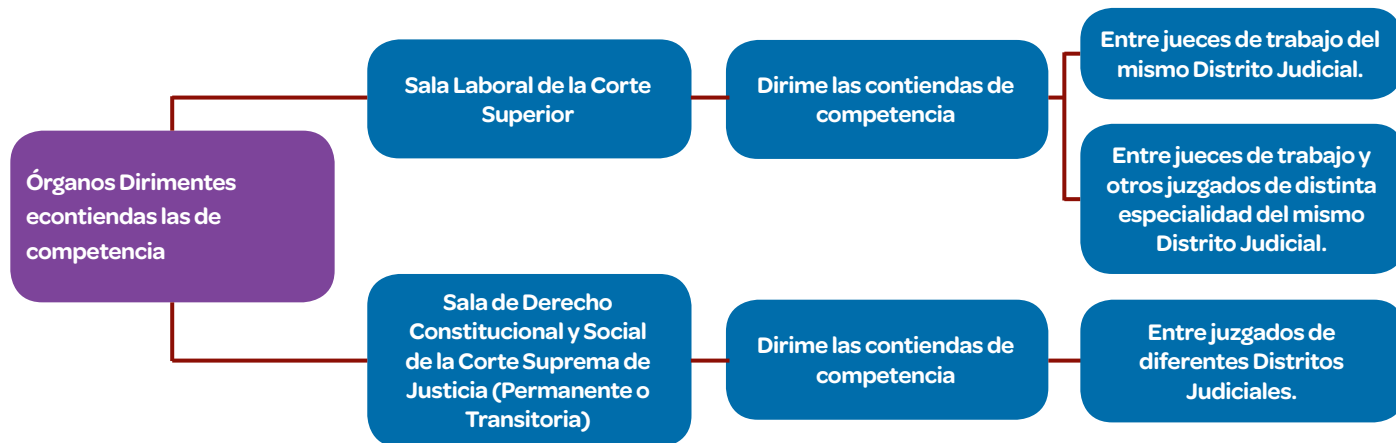 Órganos Dirimentes
econtiendas las de
competencia
Sala Laboral de la Corte
Superior
Dirime las contiendas de
competencia
Entre jueces de trabajo del
mismo Distrito Judicial.
Entre jueces de trabajo y
otros juzgados de distinta
especialidad del mismo
Distrito Judicial.
Sala de Derecho
Constitucional y Social
de la Corte Suprema de
Justicia (Permanente o
Transitoria)
Dirime las contiendas de
competencia
Entre juzgados de
diferentes Distritos
Judiciales.